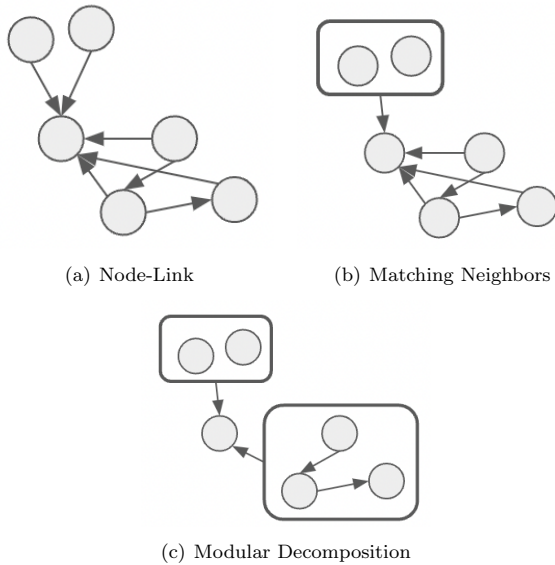 (a) Node-Link
(b) Matching Neighbors
(c) Modular Decomposition